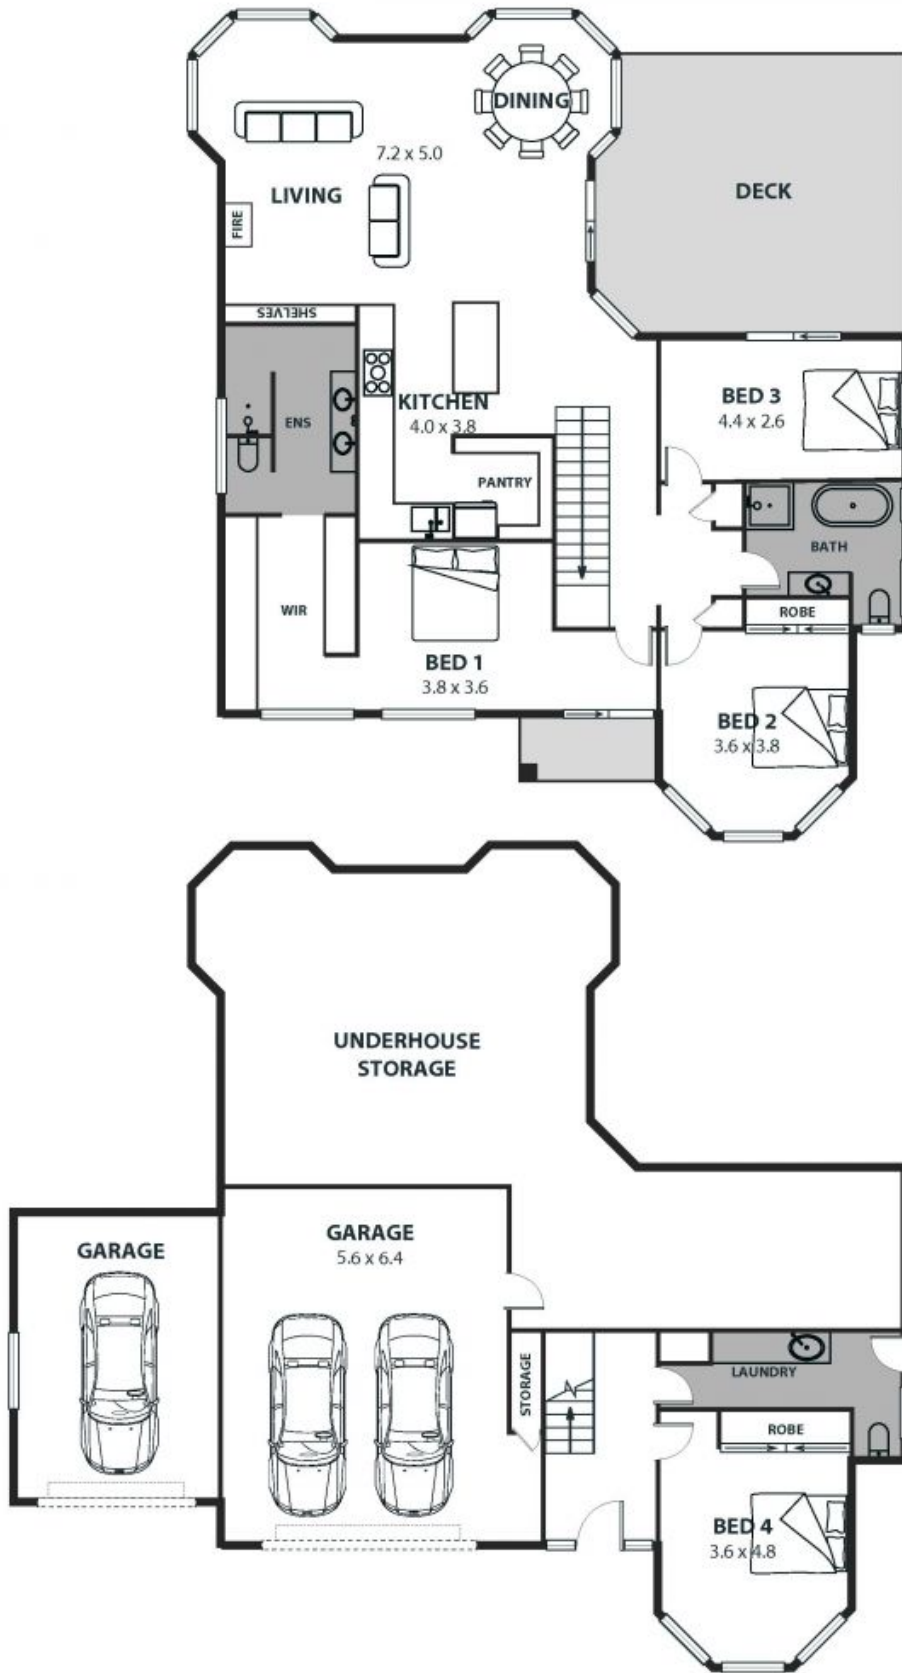 DINING
7.2 x 5.0
LIVING
DECK
FIRE
SHELVES
BED 3
4.4 x 2.6
KITCHEN
4.0 x 3.8
ENS
PANTRY
BATH
WIR
ROBE
BED 1
3.8 x 3.6
BED 2
3.6 x 3.8
UNDERHOUSE
STORAGE
GARAGE
GARAGE
5.6 x 6.4
STORAGE
LAUNDRY
ROBE
BED 4
3.6 x 4.8